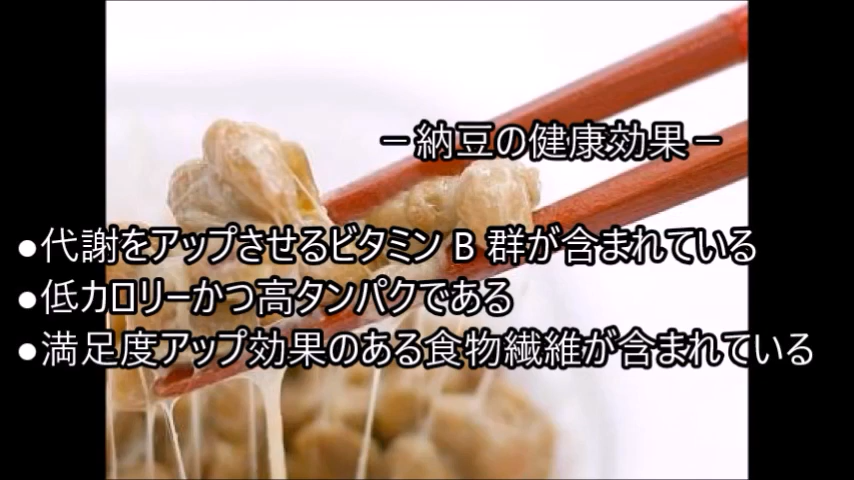 －納豆の健康効果－
●代謝をアップさせるビタミン B 群が含まれている
●低カロリーかつ高タンパクである
●満足度アップ効果のある食物繊維が含まれている